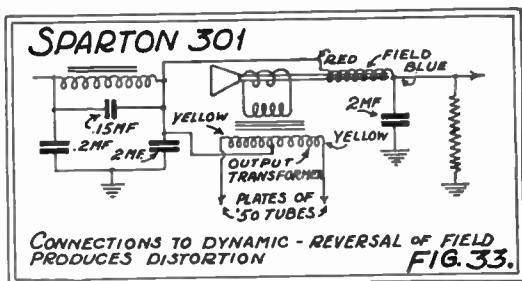 SPARTON 301
RED
FIELD
BLUE
.15MF
.2MF
2MF
2MF
YELLOW
YELLOW
OUTPUT
TRANSFORMER
PLATES OF
'50 TUBES
CONNECTIONS TO DYNAMIC - REVERSAL OF FIELD
PRODUCES DISTORTION
FIG. 33.